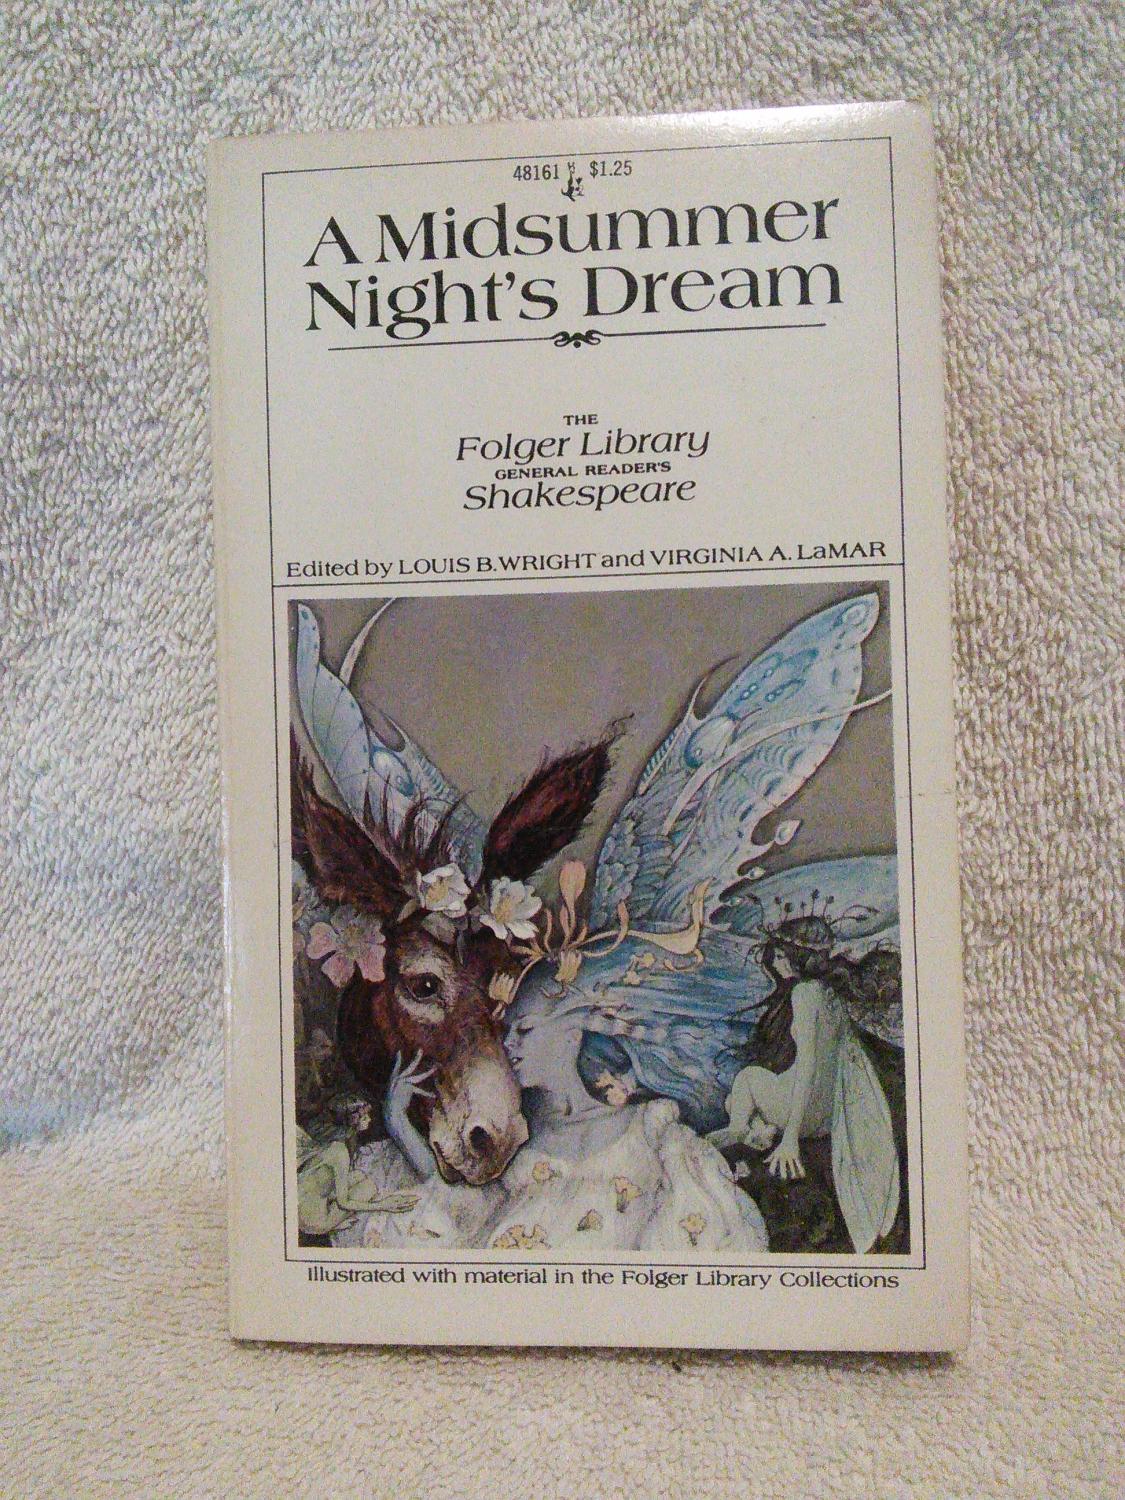 48161 $1.25
A Midsummer
Night's Dream
THE
Folger Library
GENERAL READER'S
Shakespeare
Edited by LOUIS B. WRIGHT and VIRGINIA A. LaMAR
Illustrated with material in the Folger Library Collections